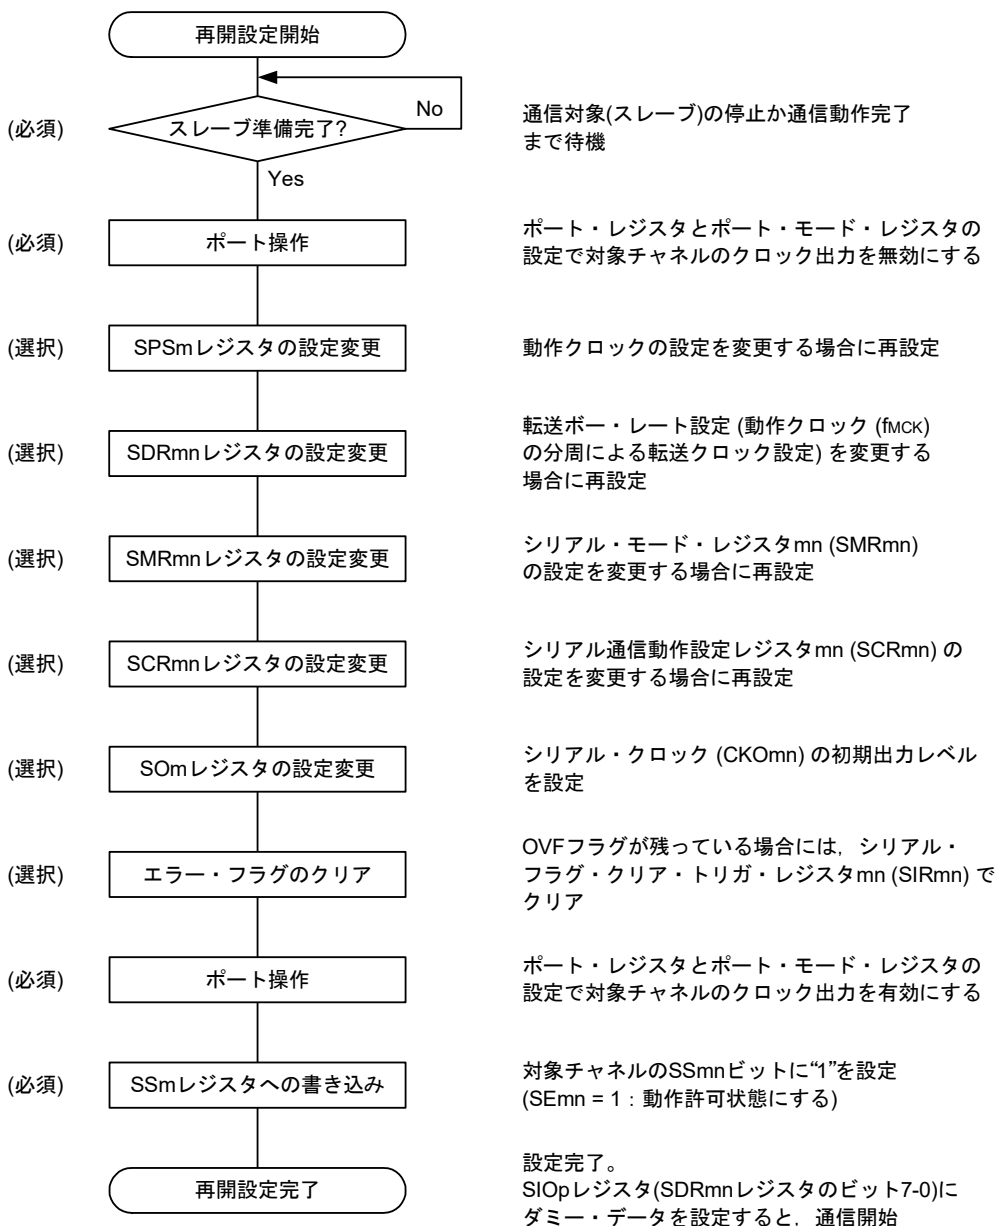 再開設定開始
No
(必須)
スレーブ準備完了?
通信対象(スレーブ)の停止か通信動作完了
まで待機
Yes
(必須)
ポート操作
ポート・レジスタとポート・モード・レジスタの
設定で対象チャネルのクロック出力を無効にする
(選択)
SPSmレジスタの設定変更
動作クロックの設定を変更する場合に再設定
(選択)
SDRmnレジスタの設定変更
転送ボー・レート設定 (動作クロック (fMCK)
の分周による転送クロック設定) を変更する
場合に再設定
(選択)
SMRmnレジスタの設定変更
シリアル・モード・レジスタmn (SMRmn)
の設定を変更する場合に再設定
(選択)
SCRmnレジスタの設定変更
シリアル通信動作設定レジスタmn (SCRmn) の
設定を変更する場合に再設定
(選択)
SOmレジスタの設定変更
シリアル・クロック (CKOmn) の初期出力レベル
を設定
(選択)
エラー・フラグのクリア
OVFフラグが残っている場合には，シリアル・
フラグ・クリア・トリガ・レジスタmn (SIRmn) で
クリア
(必須)
ポート操作
ポート・レジスタとポート・モード・レジスタの
設定で対象チャネルのクロック出力を有効にする
(必須)
SSmレジスタへの書き込み
対象チャネルのSSmnビットに“1”を設定
(SEmn = 1：動作許可状態にする)
再開設定完了
設定完了。
SIOpレジスタ(SDRmnレジスタのビット7-0)に
ダミー・データを設定すると，通信開始